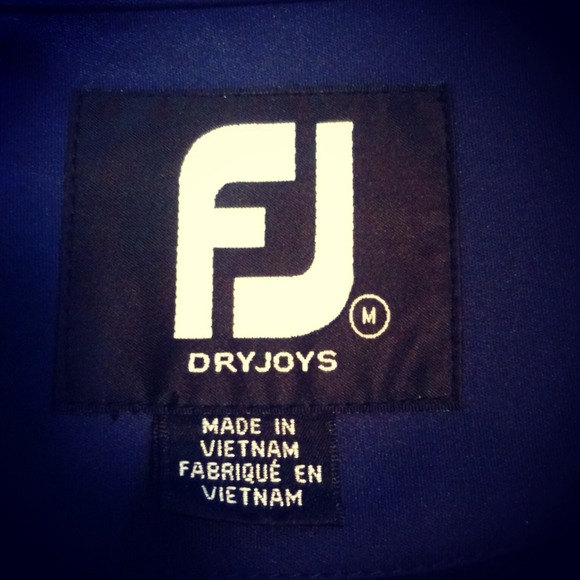 FJ
M
DRYJOYS
MADE IN
VIETNAM
FABRIQUÉ EN
VIETNAM